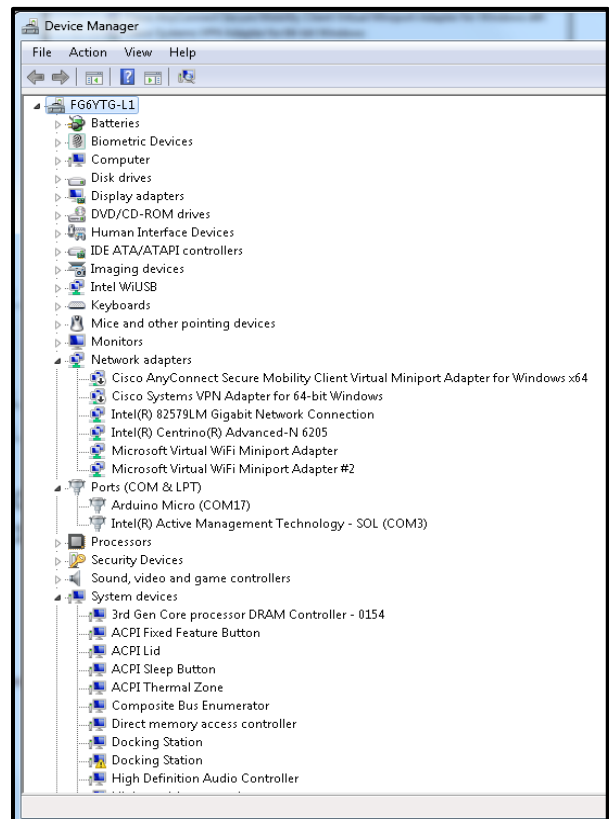 Device Manager
File Action View Help
FG6YTG-L1
Batteries
Biometric Devices
Computer
Disk drives
Display adapters
DVD/CD-ROM drives
Human Interface Devices
IDE ATA/ATAPI controllers
Imaging devices
Intel WiUSB
Keyboards
Mice and other pointing devices
Monitors
Network adapters
Cisco AnyConnect Secure Mobility Client Virtual Miniport Adapter for Windows x64
Cisco Systems VPN Adapter for 64-bit Windows
Intel(R) 82579LM Gigabit Network Connection
Intel(R) Centrino(R) Advanced-N 6205
Microsoft Virtual WiFi Miniport Adapter
Microsoft Virtual WiFi Miniport Adapter #2
Ports (COM & LPT)
Arduino Micro (COM17)
Intel(R) Active Management Technology - SOL (COM3)
Processors
Security Devices
Sound, video and game controllers
System devices
3rd Gen Core processor DRAM Controller - 0154
ACPI Fixed Feature Button
ACPI Lid
ACPI Sleep Button
ACPI Thermal Zone
Composite Bus Enumerator
Direct memory access controller
Docking Station
Docking Station
High Definition Audio Controller